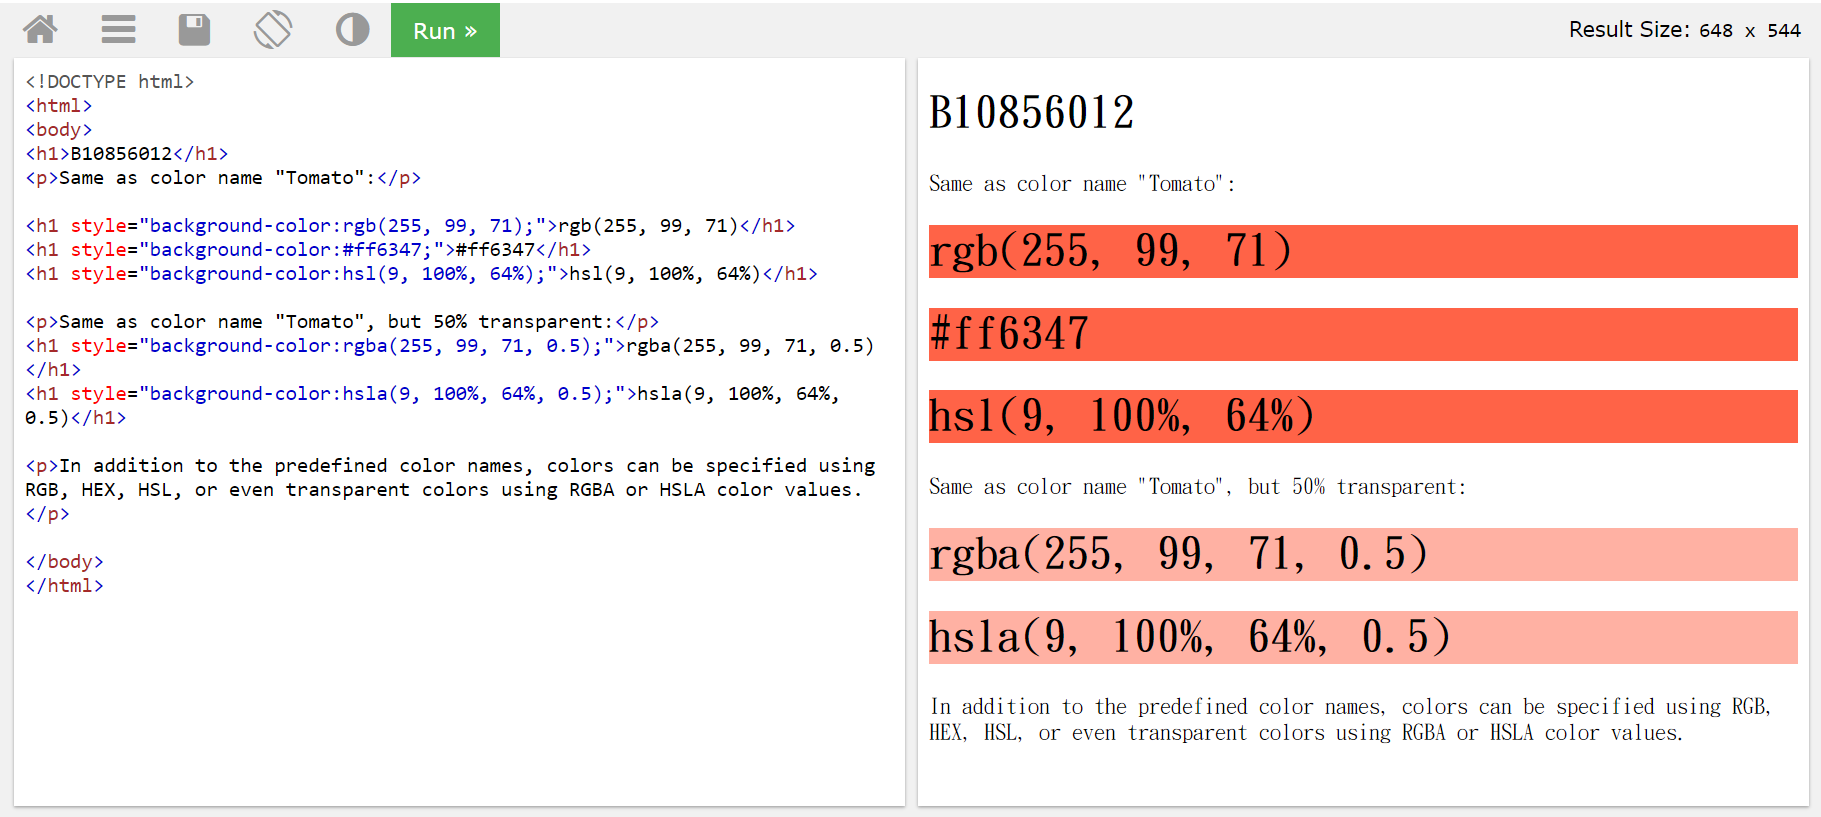 Run »
Result Size: 648 x 544
<!DOCTYPE html>
<html>
<body>
<h1>B10856012</h1>
<p>Same as color name "Tomato":</p>
<h1 style="background-color:rgb(255, 99, 71);">rgb(255, 99, 71)</h1>
<h1 style="background-color:#ff6347;">#ff6347</h1>
<h1 style="background-color:hsl(9, 100%, 64%);">hsl(9, 100%, 64%)</h1>
<p>Same as color name "Tomato", but 50% transparent:</p>
<h1 style="background-color:rgba(255, 99, 71, 0.5);">rgba(255, 99, 71, 0.5)
</h1>
<h1 style="background-color:hsla(9, 100%, 64%, 0.5);">hsla(9, 100%, 64%,
0.5)</h1>
<p>In addition to the predefined color names, colors can be specified using
RGB, HEX, HSL, or even transparent colors using RGBA or HSLA color values.
</p>
</body>
</html>
B10856012
Same as color name "Tomato":
rgb(255, 99, 71)
#ff6347
hsl(9, 100%, 64%)
Same as color name "Tomato", but 50% transparent:
rgba(255, 99, 71, 0.5)
hsla(9, 100%, 64%, 0.5)
In addition to the predefined color names, colors can be specified using RGB,
HEX, HSL, or even transparent colors using RGBA or HSLA color values.